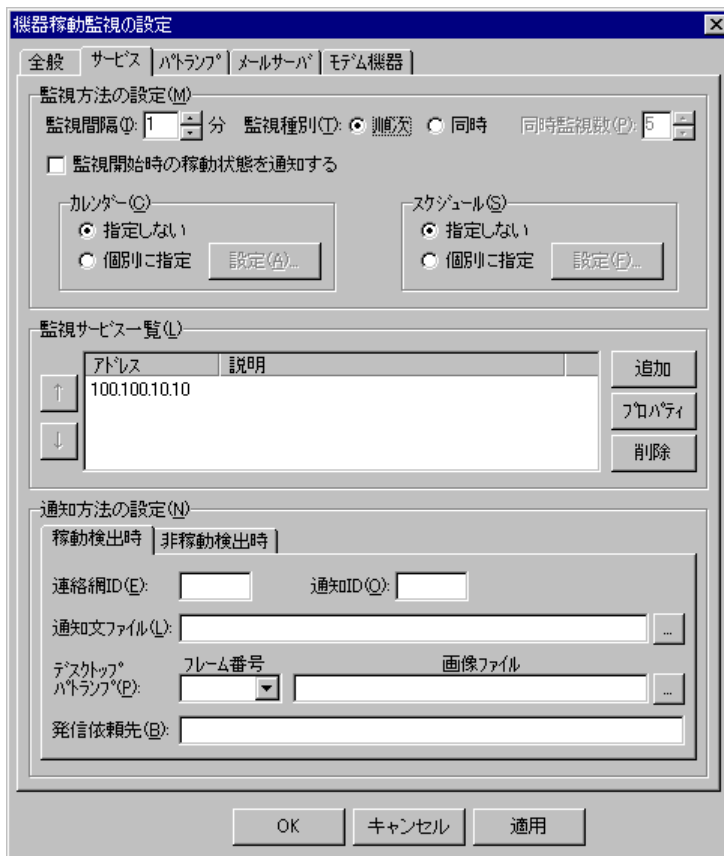 機器稼動監視の設定
全般 サービス パトランプ メールサーバ モデム機器
監視方法の設定(M)
監視間隔(I): 1 分 監視種別(T): 順次 同時 同時監視数(P): 5
監視開始時の稼動状態を通知する
カレンダー(C) スケジュール(S)
指定しない 指定しない
個別に指定 設定(A)... 個別に指定 設定(F)...
監視サービス一覧(L)
アドレス 説明 追加
↑ 100.100.10.10
プロパティ
↓ 削除
通知方法の設定(N)
稼動検出時 非稼動検出時
連絡網ID(E): 通知ID(O):
通知文ファイル(L): ...
フレーム番号 画像ファイル
デスクトップ
パトランプ(P): ...
発信依頼先(B):
OK キャンセル 適用